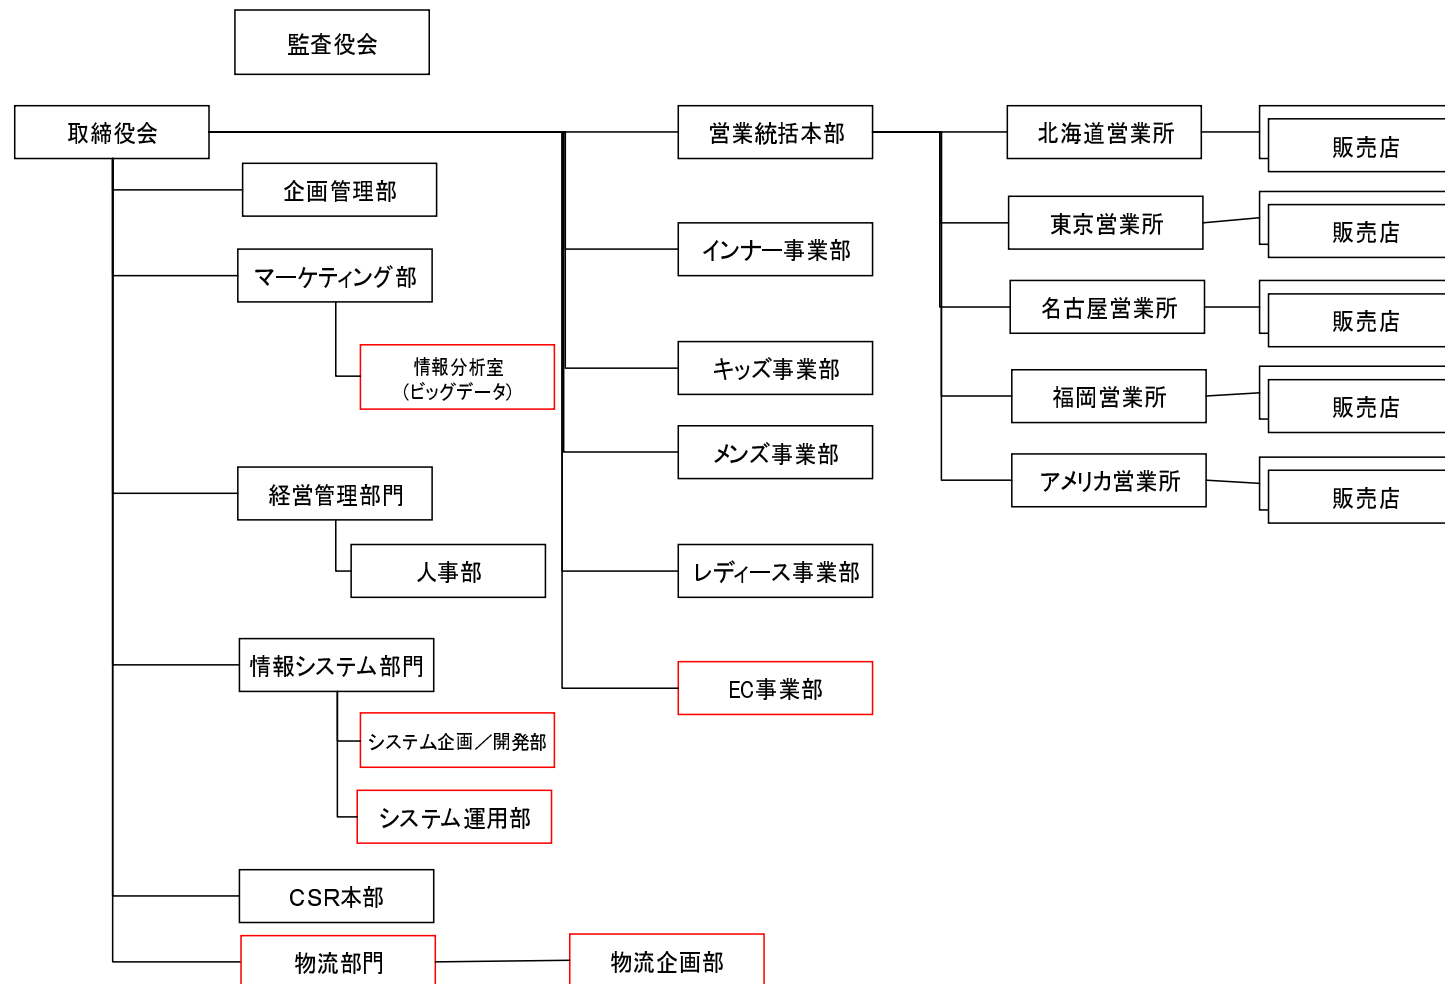 監査役会
取締役会
企画管理部
マーケティング部
情報分析室
(ビッグデータ)
経営管理部門
人事部
情報システム部門
システム企画／開発部
システム運用部
CSR本部
物流部門
物流企画部
営業統括本部
インナー事業部
キッズ事業部
メンズ事業部
レディース事業部
EC事業部
北海道営業所
販売店
東京営業所
販売店
名古屋営業所
販売店
福岡営業所
販売店
アメリカ営業所
販売店